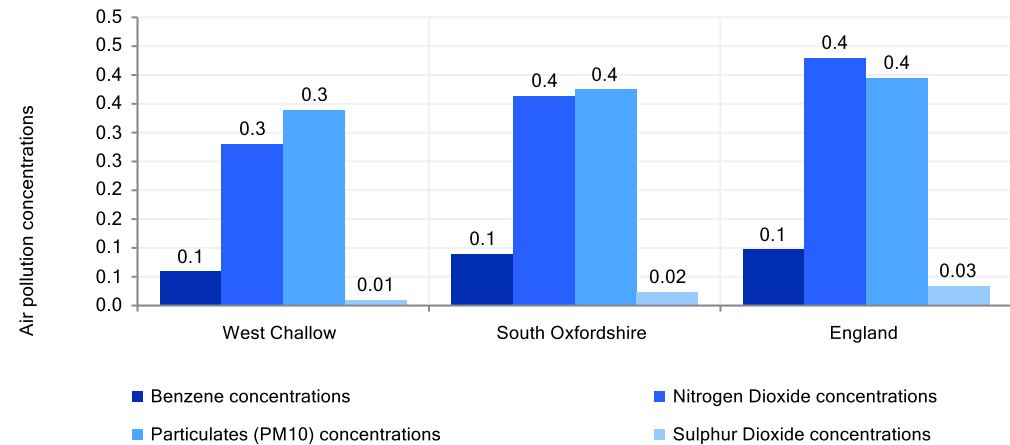 Air pollution concentrations
0.5
0.5
0.4
0.4
0.3
0.3
0.2
0.2
0.1
0.1
0.0
0.1
0.3
0.3
0.01
0.1
0.4
0.4
0.02
0.1
0.4
0.4
0.03
West Challow
South Oxfordshire
England
Benzene concentrations
Nitrogen Dioxide concentrations
Particulates (PM10) concentrations
Sulphur Dioxide concentrations